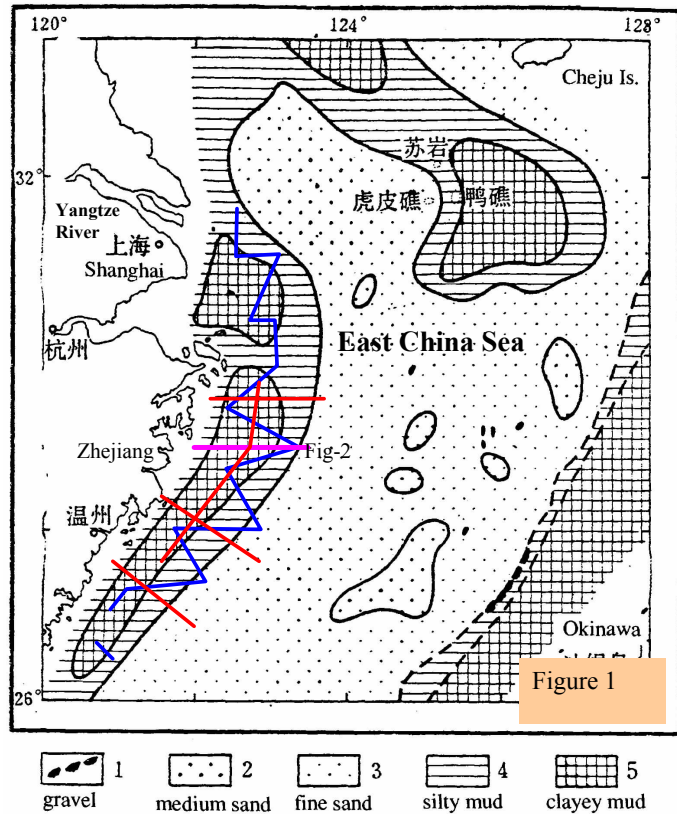 120°
124°
128°
Cheju Is.
苏岩
32°
虎皮礁
鸭礁
Yangtze
River
上海
Shanghai
杭州
East China Sea
Zhejiang
Fig-2
温州
Okinawa
26°
Figure 1
1
2
3
4
5
gravel
medium sand
fine sand
silty mud
clayey mud